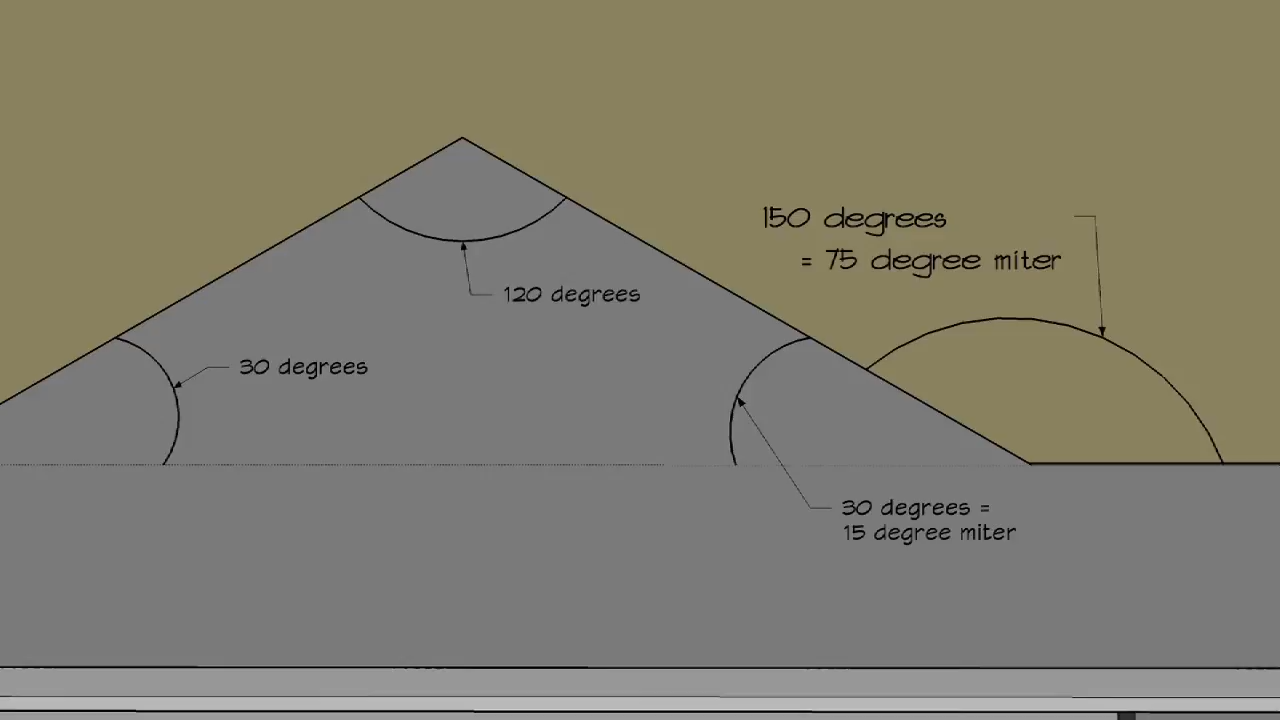 150 degrees
= 75 degree miter
120 degrees
30 degrees
30 degrees =
15 degree miter